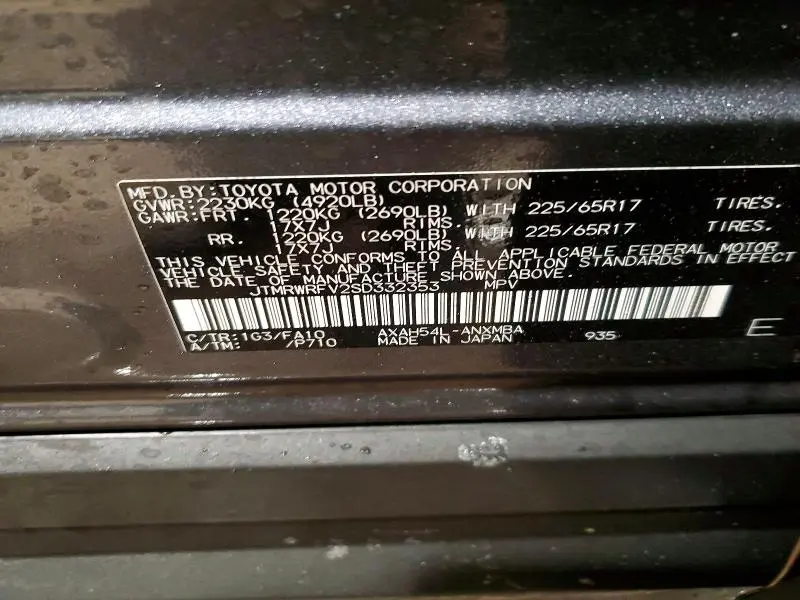 MFD. BY: TOYOTA MOTOR CORPORATION
GVWR: 2230KG (4920LB)
GAWR: FRT. 1220KG (2690LB) WITH 225/65R17 TIRES.
17X7J RIMS.
RR. 1220KG (2690LB) WITH 225/65R17 TIRES.
17X7J RIMS.
THIS VEHICLE CONFORMS TO ALL APPLICABLE FEDERAL MOTOR
VEHICLE SAFETY AND THEFT PREVENTION STANDARDS IN EFFECT
THE DATE OF MANUFACTURE SHOWN ABOVE.
JTMRWRFV2SD332353 MPV
C/TR: 1G3/FA10 AXAH54L-ANXMBA 935 E
A/TM: /P710 MADE IN JAPAN